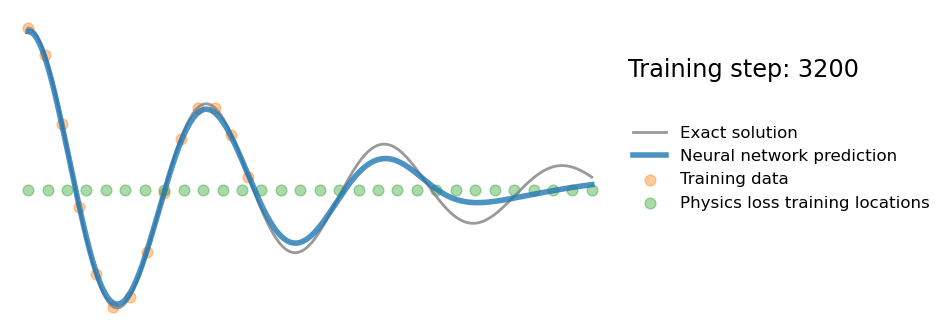 Training step: 3200
Exact solution
Neural network prediction
Training data
Physics loss training locations